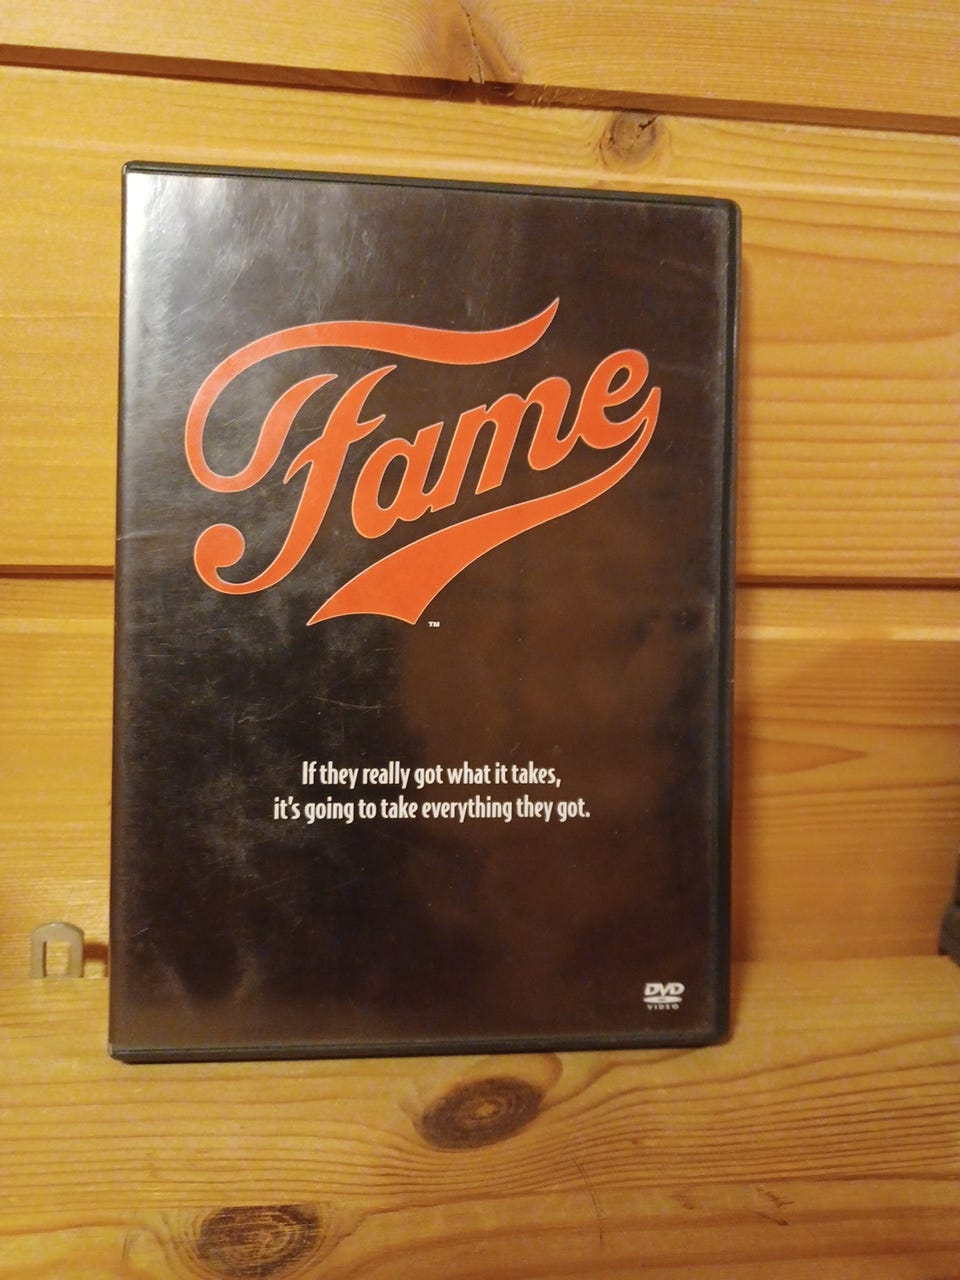 Fame
TM
If they really got what it takes,
it's going to take everything they got.
DVD
VIDEO